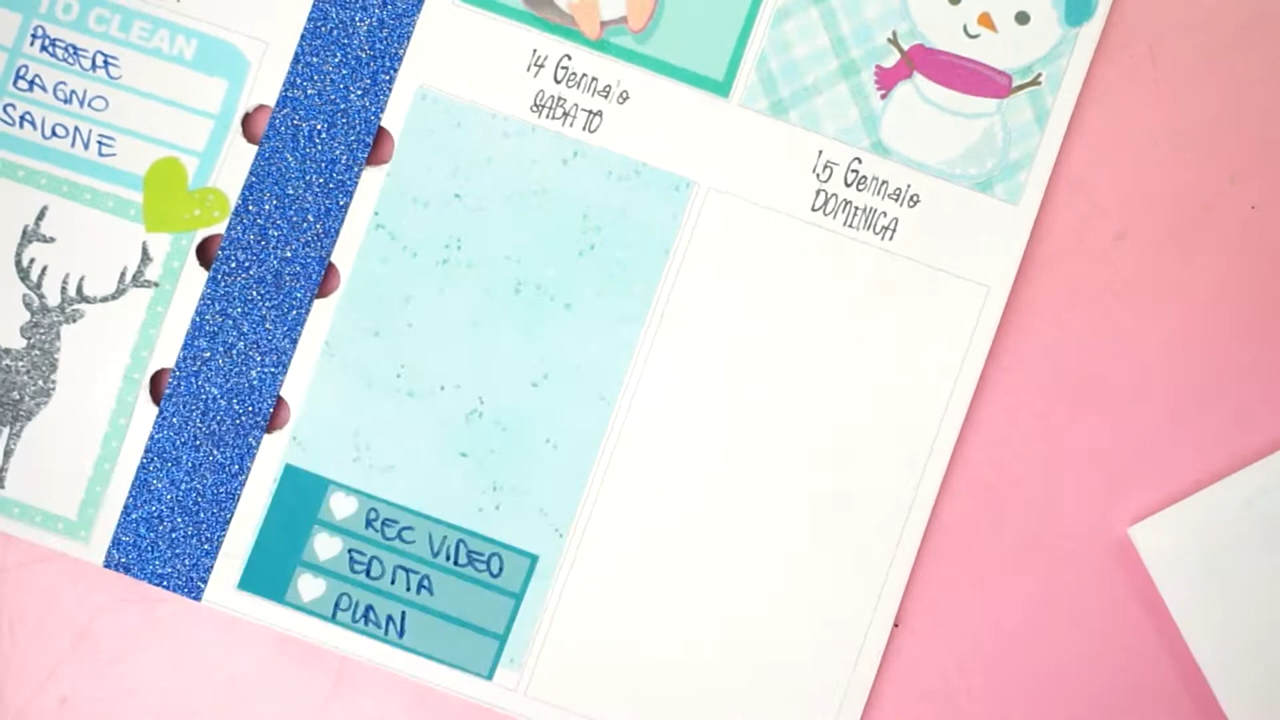 TO CLEAN
PRESEPE
BAGNO
SALONE
14 Gennaio
SABATO
15 Gennaio
DOMENICA
REC VIDEO
EDITA
PLAN